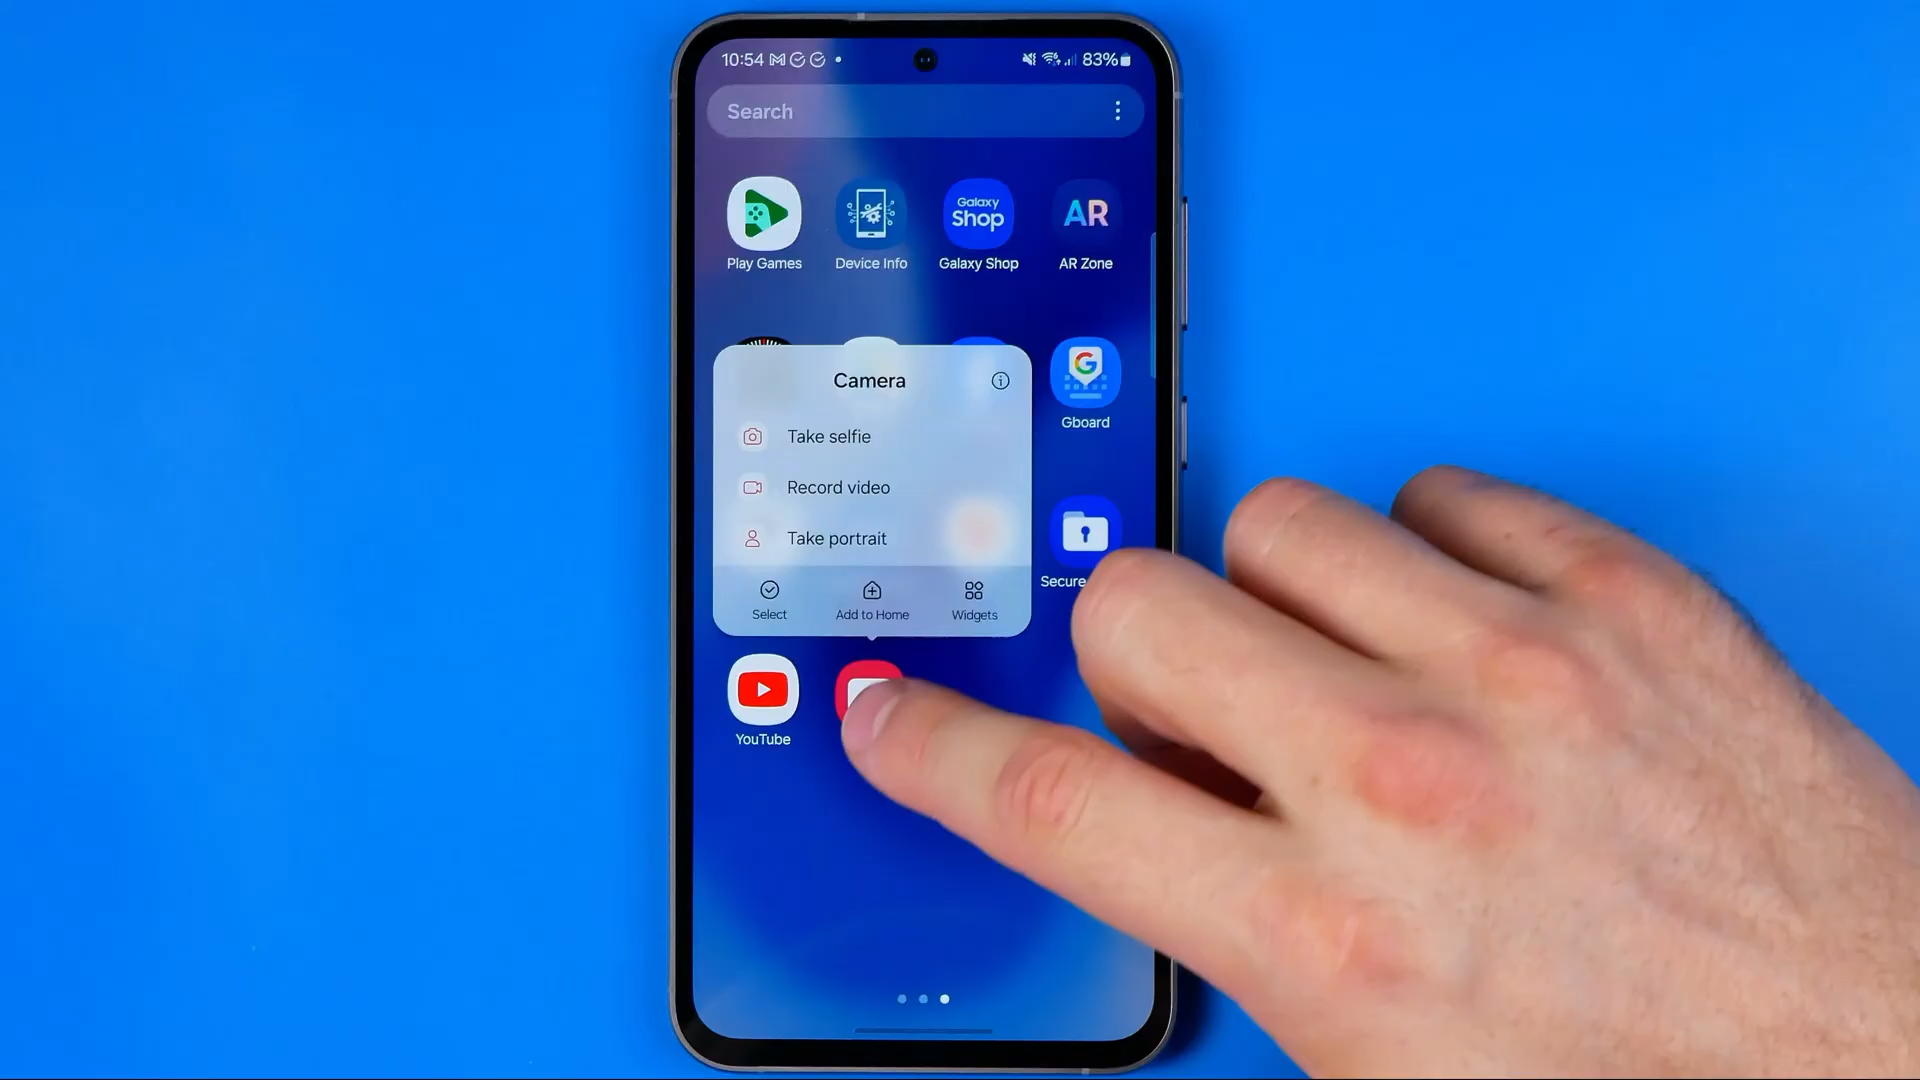 10:54 83%
Search
Galaxy Shop AR
Play Games Device Info Galaxy Shop AR Zone
Camera
G
Gboard
Take selfie
Record video
Take portrait
Secure
Select Add to Home Widgets
YouTube